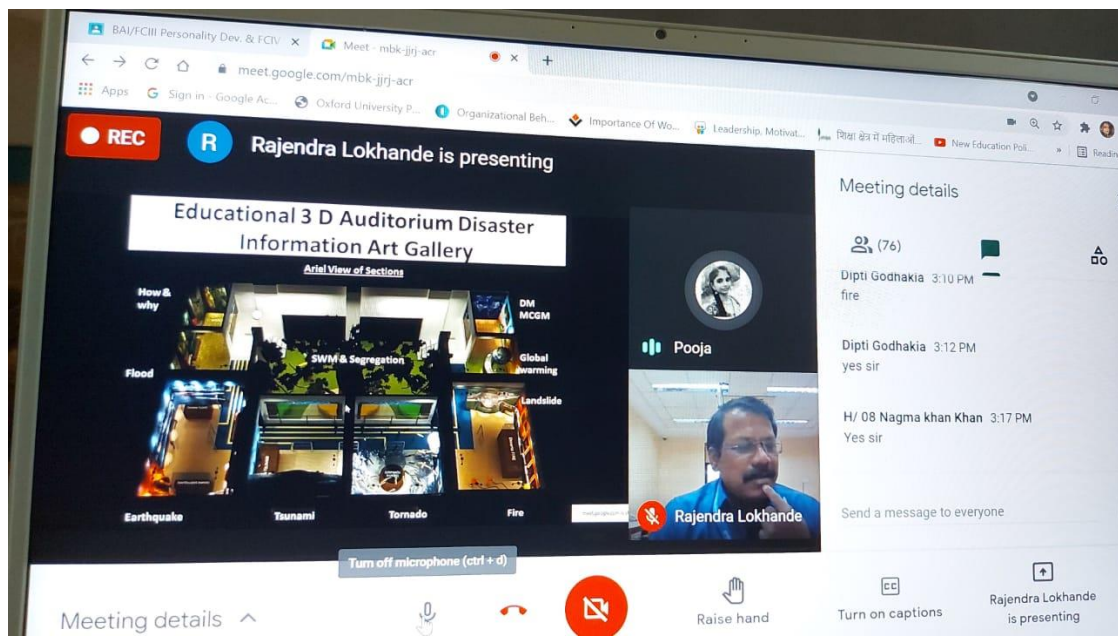 BAI/FCIII Personality Dev. & FCIV
Meet - mbk-jjrj-acr
meet.google.com/mbk-jjrj-acr
Apps
Sign in - Google Ac...
Oxford University P...
Organizational Beh...
Importance Of Wo...
Leadership, Motivat...
शिक्षा क्षेत्र में महिलाओं...
New Education Poli...
»
Readin
REC
R
Rajendra Lokhande is presenting
Educational 3 D Auditorium Disaster
Information Art Gallery
Ariel View of Sections
How &
why
DM
MCGM
SWM & Segregation
Global
warming
Flood
Landslide
Earthquake
Tsunami
Tornado
Fire
Pooja
Rajendra Lokhande
Turn off microphone (ctrl + d)
Meeting details
(76)
Dipti Godhakia 3:10 PM
fire
Dipti Godhakia 3:12 PM
yes sir
H/ 08 Nagma khan Khan 3:17 PM
Yes sir
Send a message to everyone
Meeting details
Raise hand
CC
Turn on captions
Rajendra Lokhande
is presenting